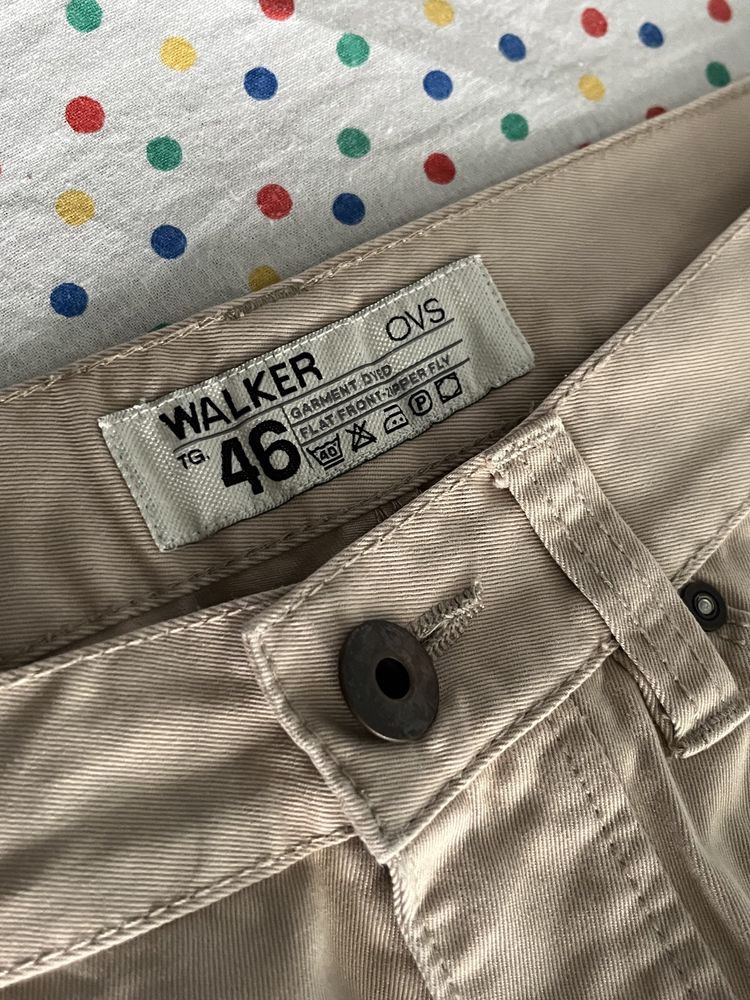 WALKER OVS
GARMENT DYED
FLAT FRONT-ZIPPER FLY
TG. 46
40 P